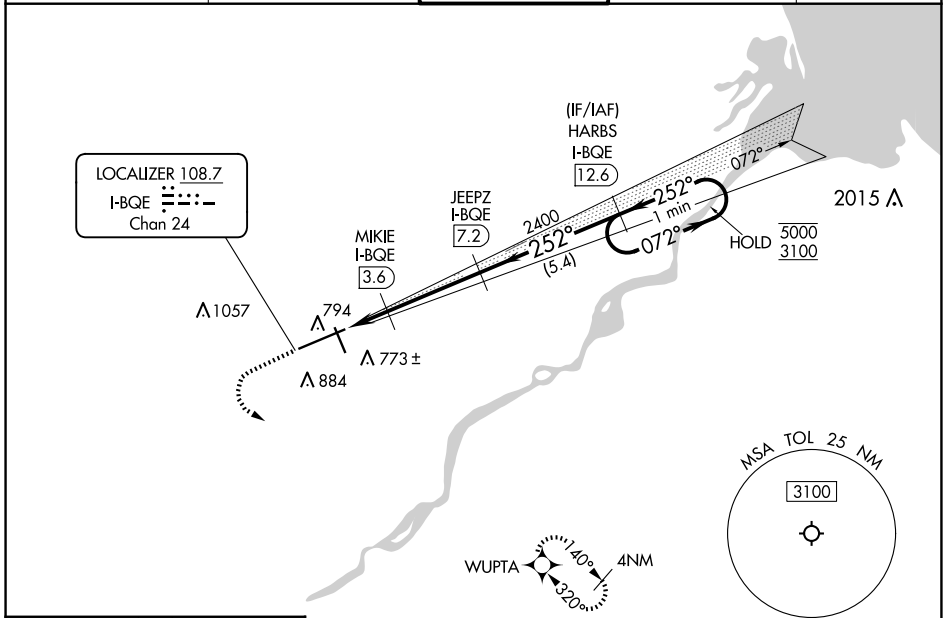 (IF/IAF)
HARBS
I-BQE
12.6
LOCALIZER 108.7
I-BQE
Chan 24
JEEPZ
I-BQE
7.2
MIKIE
I-BQE
3.6
2400
252°
(5.4)
252°
1 min
072°
072°
HOLD
5000
3100
2015
1057
794
773 ±
884
MSA TOL 25 NM
3100
WUPTA
140°
320°
4NM